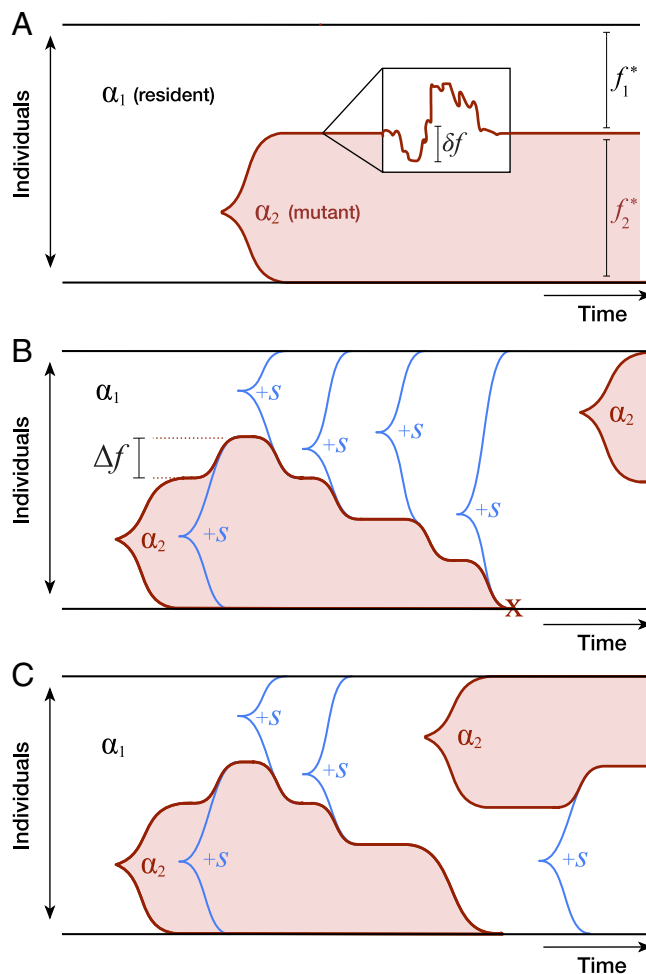 A
Individuals
α₁ (resident)
δf
f₁*
α₂ (mutant)
f₂*
Time
B
Individuals
α₁
α₂
+s
+s
+s
Δf
+s
α₂
+s
X
Time
C
Individuals
α₁
+s
α₂
+s
α₂
+s
+s
Time